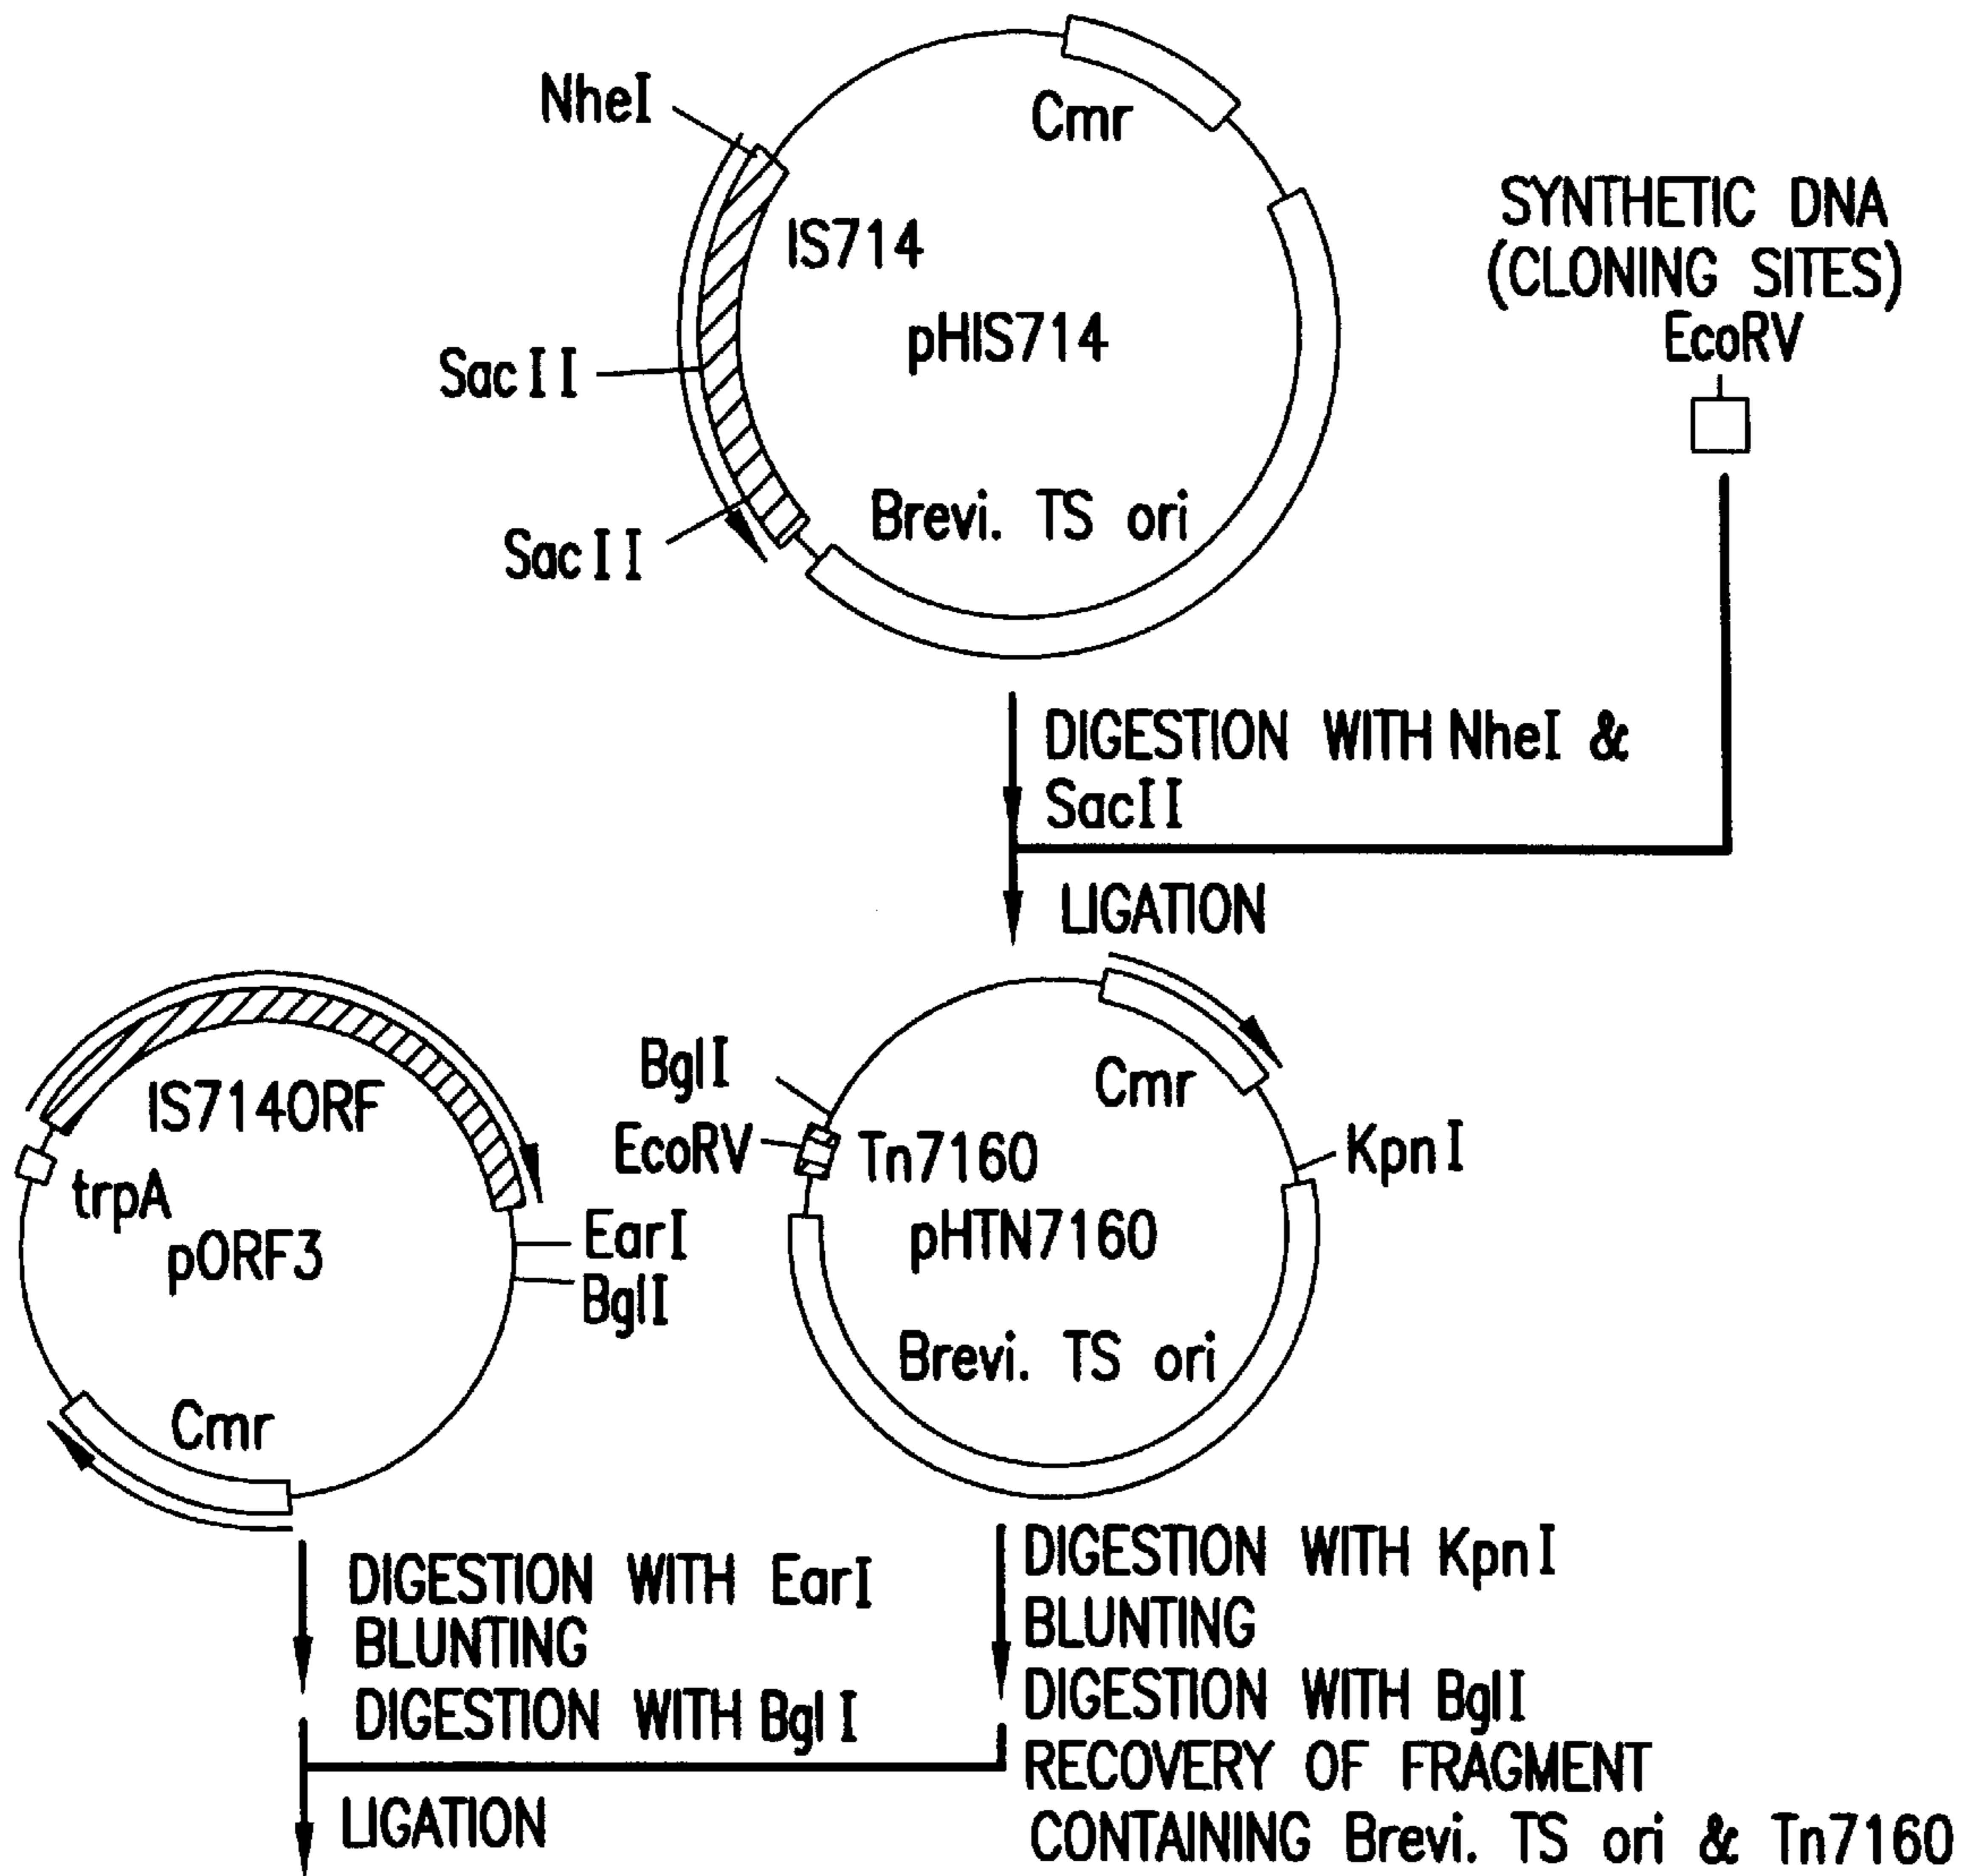 Cmr
NheI
IS714
pHIS714
SacII
Brevi. TS ori
SacII
SYNTHETIC DNA
(CLONING SITES)
EcoRV
DIGESTION WITH NheI &
SacII
LIGATION
IS714ORF
trpA
pORF3
EarI
BglI
Cmr
BglI
EcoRV
Cmr
Tn7160
KpnI
pHTN7160
Brevi. TS ori
DIGESTION WITH EarI
BLUNTING
DIGESTION WITH BglI
LIGATION
DIGESTION WITH KpnI
BLUNTING
DIGESTION WITH BglI
RECOVERY OF FRAGMENT
CONTAINING Brevi. TS ori & Tn7160